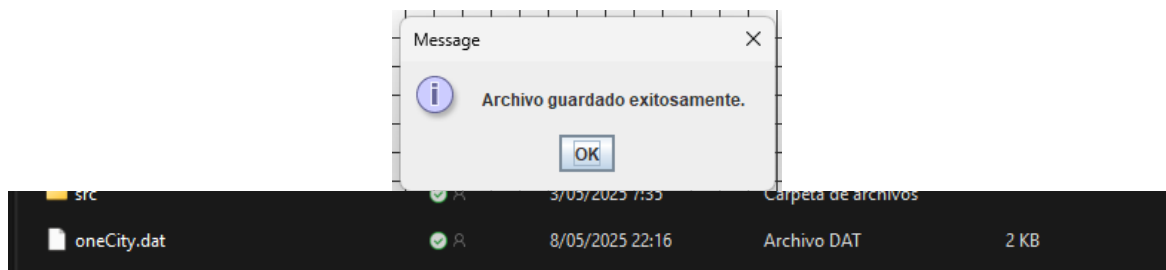 Message
Archivo guardado exitosamente.
OK
src 3/05/2025 7:35 Carpeta de archivos
oneCity.dat 8/05/2025 22:16 Archivo DAT 2 KB